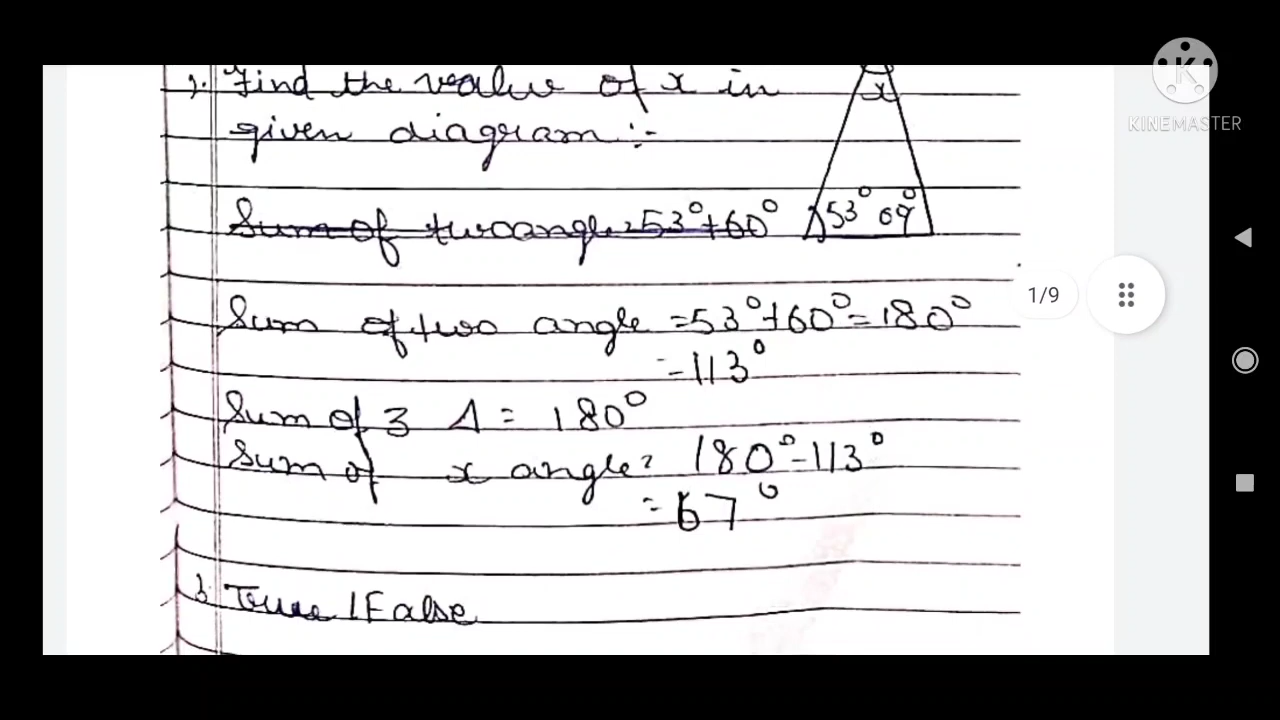 1. Find the value of x in
given diagram :-
x
53° 60°
Sum of two angle = 53° + 60°
Sum of two angle = 53° + 60° = 180°
= 113°
Sum of 3 Δ = 180°
Sum of x angle = 180° - 113°
= 67°
3. True / False
K
KINEMASTER
1/9